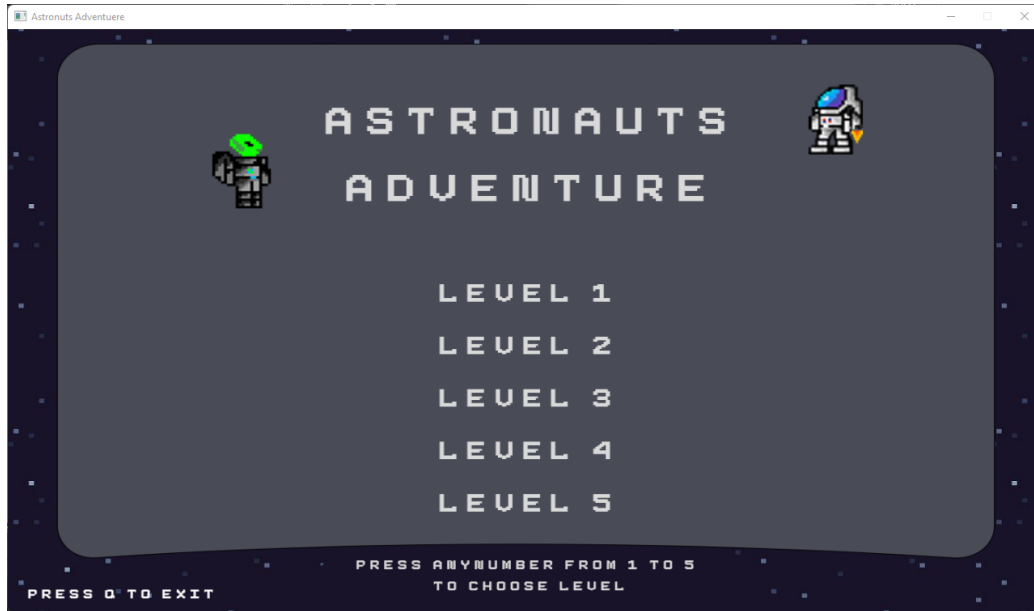 Astronuts Adventuere
ASTRONAUTS
ADVENTURE
LEVEL 1
LEVEL 2
LEVEL 3
LEVEL 4
LEVEL 5
PRESS ANYNUMBER FROM 1 TO 5
TO CHOOSE LEVEL
PRESS Q TO EXIT